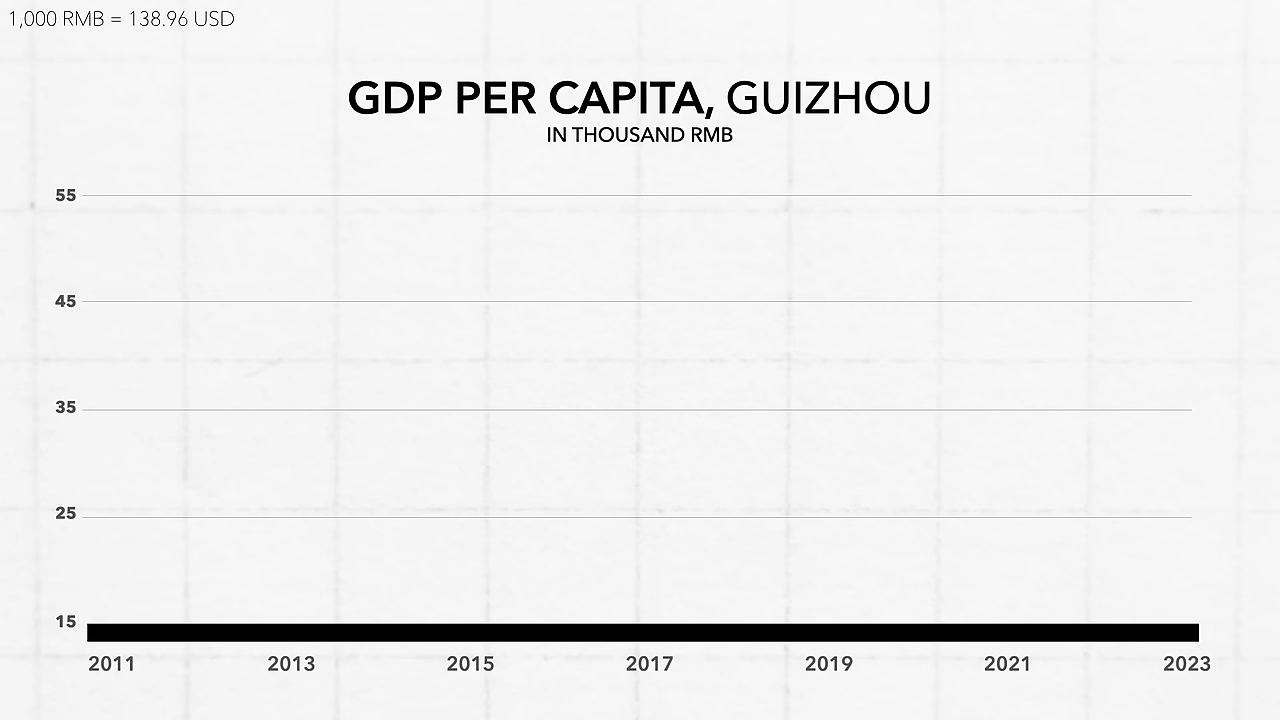 1,000 RMB = 138.96 USD
GDP PER CAPITA, GUIZHOU
IN THOUSAND RMB
55
45
35
25
15
2011 2013 2015 2017 2019 2021 2023